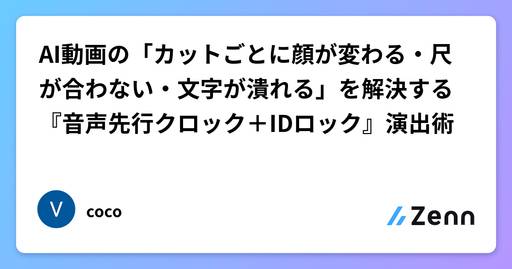 AI動画の「カットごとに顔が変わる・尺
が合わない・文字が潰れる」を解決する
『音声先行クロック＋IDロック』演出術
V
coco
Zenn